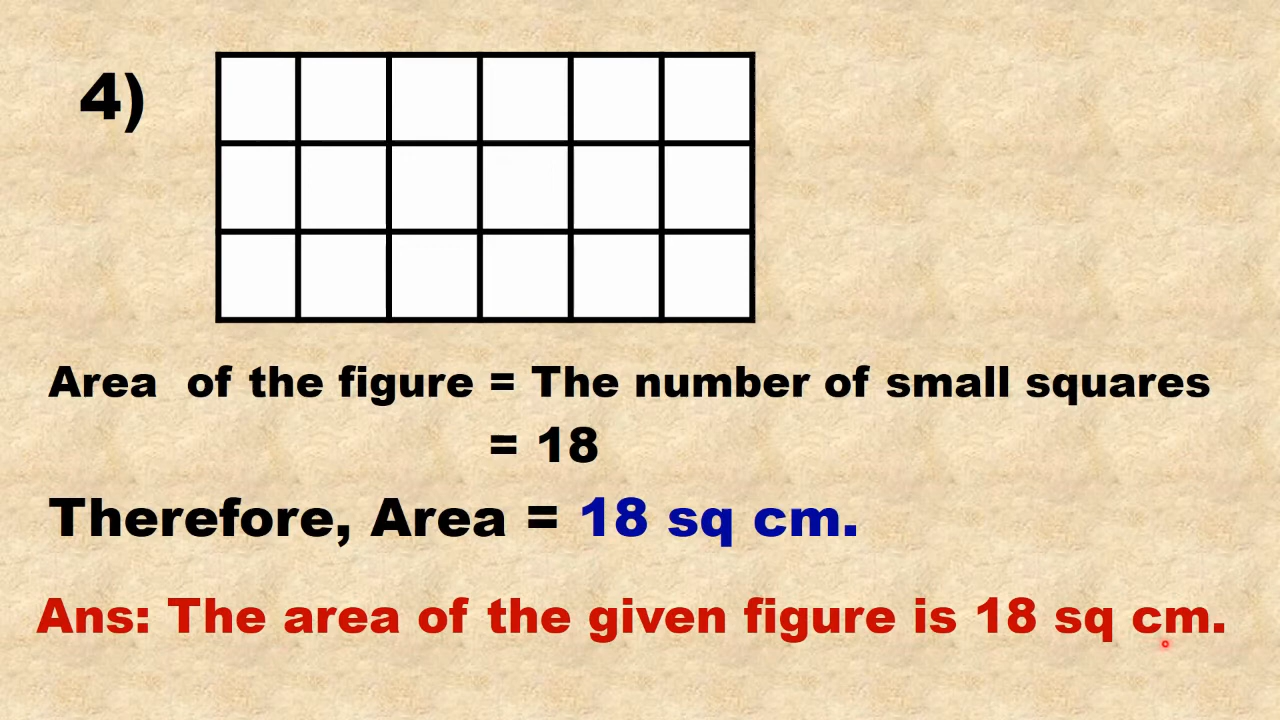 4)
Area of the figure = The number of small squares
= 18
Therefore, Area = 18 sq cm.
Ans: The area of the given figure is 18 sq cm.